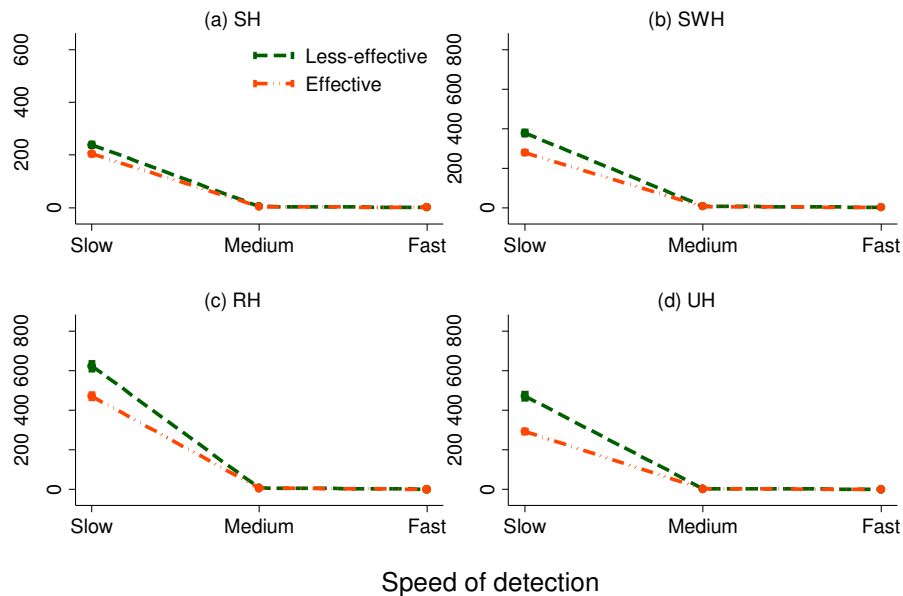 (a) SH
Less-effective
Effective
0
200
400
600
Slow
Medium
Fast
(b) SWH
0
200
400
600
800
Slow
Medium
Fast
(c) RH
0
200
400
600
800
Slow
Medium
Fast
(d) UH
0
200
400
600
800
Slow
Medium
Fast
Speed of detection